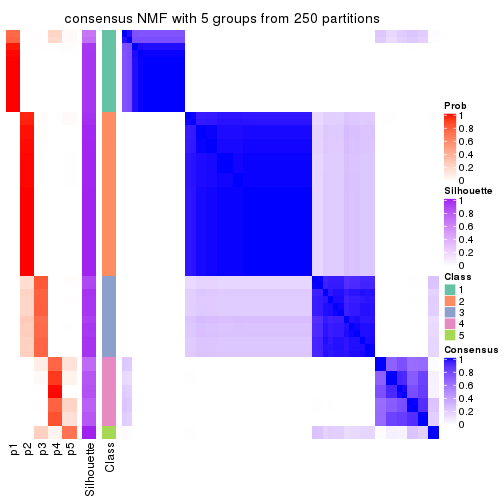 consensus NMF with 5 groups from 250 partitions
Prob
1
0.8
0.6
0.4
0.2
0
Silhouette
1
0.8
0.6
0.4
0.2
0
Class
1
2
3
4
5
Consensus
1
0.8
0.6
0.4
0.2
0
p1
p2
p3
p4
p5
Silhouette
Class